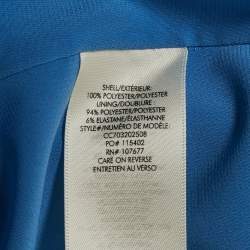 SHELL/EXTÉRIEUR:
100% POLYESTER/POLYESTER
LINING/DOUBLURE:
94% POLYESTER/POLYESTER
6% ELASTANE/ÉLASTHANNE
STYLE#/NUMÉRO DE MODÈLE:
CC703202508
PO# 115402
RN# 107677
CARE ON REVERSE
ENTRETIEN AU VERSO